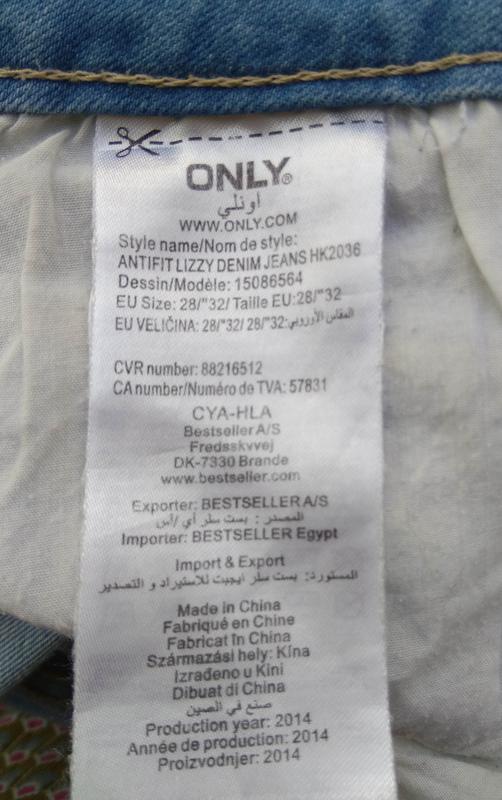 ONLY®
اونلي
WWW.ONLY.COM
Style name/Nom de style:
ANTIFIT LIZZY DENIM JEANS HK2036
Dessin/Modèle: 15086564
EU Size: 28/"32/ Taille EU:28/"32
EU VELIČINA: 28/"32/ 28/"32:المقاس الأوروبي
CVR number: 88216512
CA number/Numéro de TVA: 57831
CYA-HLA
Bestseller A/S
Fredsskvvej
DK-7330 Brande
www.bestseller.com
Exporter: BESTSELLER A/S
المصدر : بست سلر أي /أس
Importer: BESTSELLER Egypt
Import & Export
المستورد: بست سلر ايجبت للاستيراد و التصدير
Made in China
Fabriqué en Chine
Fabricat în China
Származási hely: Kína
Izrađeno u Kini
Dibuat di China
صنع في الصين
Production year: 2014
Année de production: 2014
Proizvodnjer: 2014